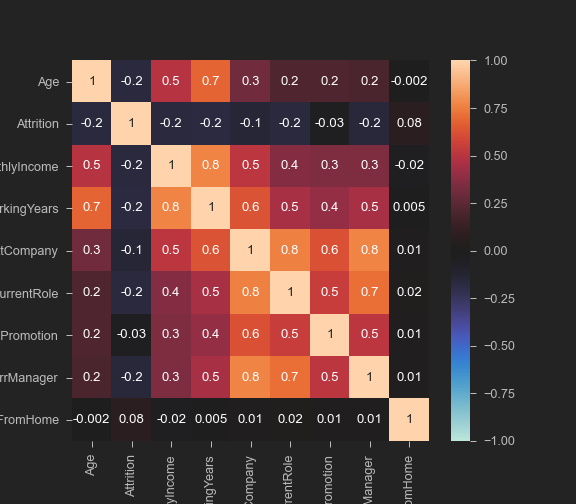 Age 1 -0.2 0.5 0.7 0.3 0.2 0.2 0.2 -0.002
Attrition -0.2 1 -0.2 -0.2 -0.1 -0.2 -0.03 -0.2 0.08
thlyIncome 0.5 -0.2 1 0.8 0.5 0.4 0.3 0.3 -0.02
rkingYears 0.7 -0.2 0.8 1 0.6 0.5 0.4 0.5 0.005
tCompany 0.3 -0.1 0.5 0.6 1 0.8 0.6 0.8 0.01
urrentRole 0.2 -0.2 0.4 0.5 0.8 1 0.5 0.7 0.02
Promotion 0.2 -0.03 0.3 0.4 0.6 0.5 1 0.5 0.01
rrManager 0.2 -0.2 0.3 0.5 0.8 0.7 0.5 1 0.01
FromHome -0.002 0.08 -0.02 0.005 0.01 0.02 0.01 0.01 1
Age
Attrition
yIncome
ngYears
ompany
rentRole
omotion
Manager
omHome
1.00
0.75
0.50
0.25
0.00
−0.25
−0.50
−0.75
−1.00